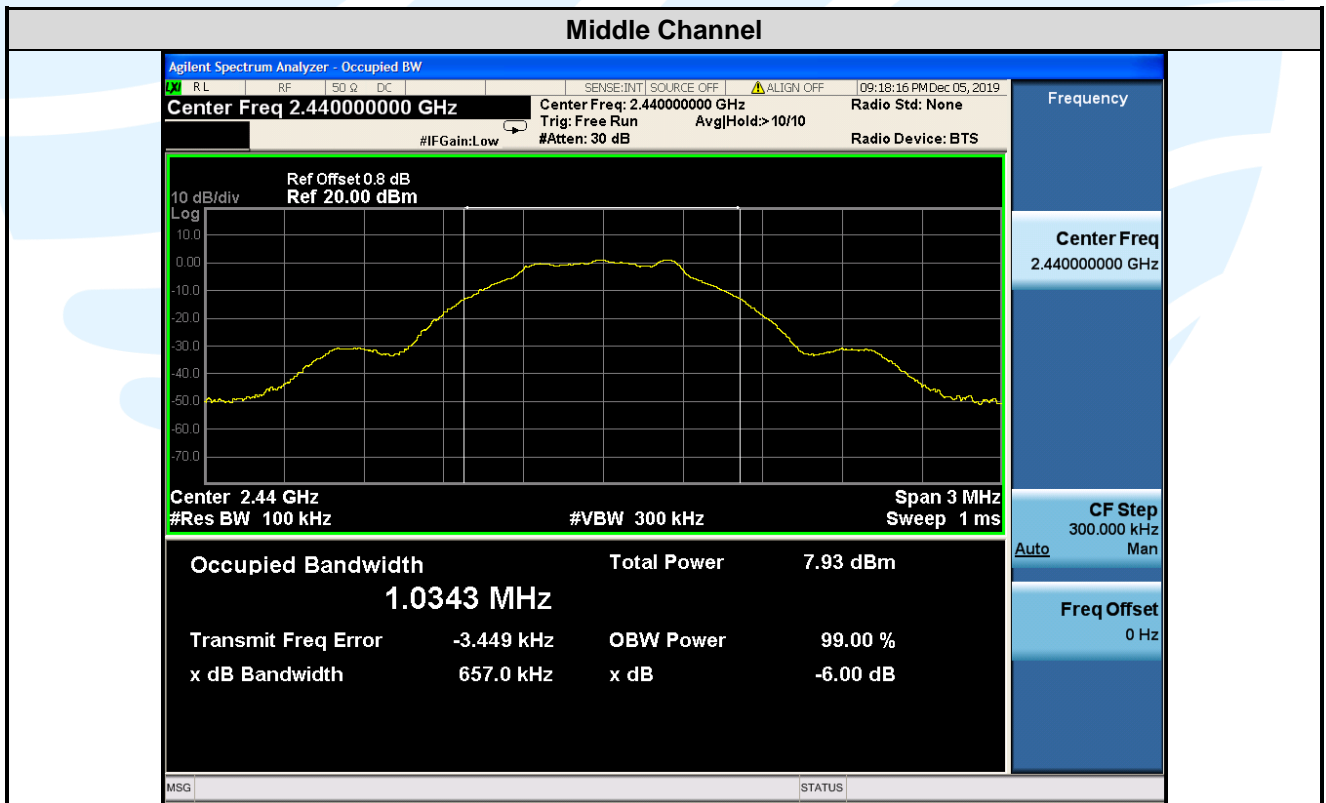 Middle Channel
Agilent Spectrum Analyzer - Occupied BW
LXI RL RF 50 Ω DC SENSE:INT SOURCE OFF ALIGN OFF 09:18:16 PM Dec 05, 2019
Center Freq 2.440000000 GHz
#IFGain:Low
Center Freq: 2.440000000 GHz
Trig: Free Run Avg|Hold:>10/10
#Atten: 30 dB
Radio Std: None
Radio Device: BTS
Frequency
Ref Offset 0.8 dB
10 dB/div Ref 20.00 dBm
Log
10.0
0.00
-10.0
-20.0
-30.0
-40.0
-50.0
-60.0
-70.0
Center 2.44 GHz Span 3 MHz
#Res BW 100 kHz #VBW 300 kHz Sweep 1 ms
Center Freq
2.440000000 GHz
CF Step
300.000 kHz
Auto Man
Freq Offset
0 Hz
Occupied Bandwidth Total Power 7.93 dBm
1.0343 MHz
Transmit Freq Error -3.449 kHz OBW Power 99.00 %
x dB Bandwidth 657.0 kHz x dB -6.00 dB
MSG STATUS